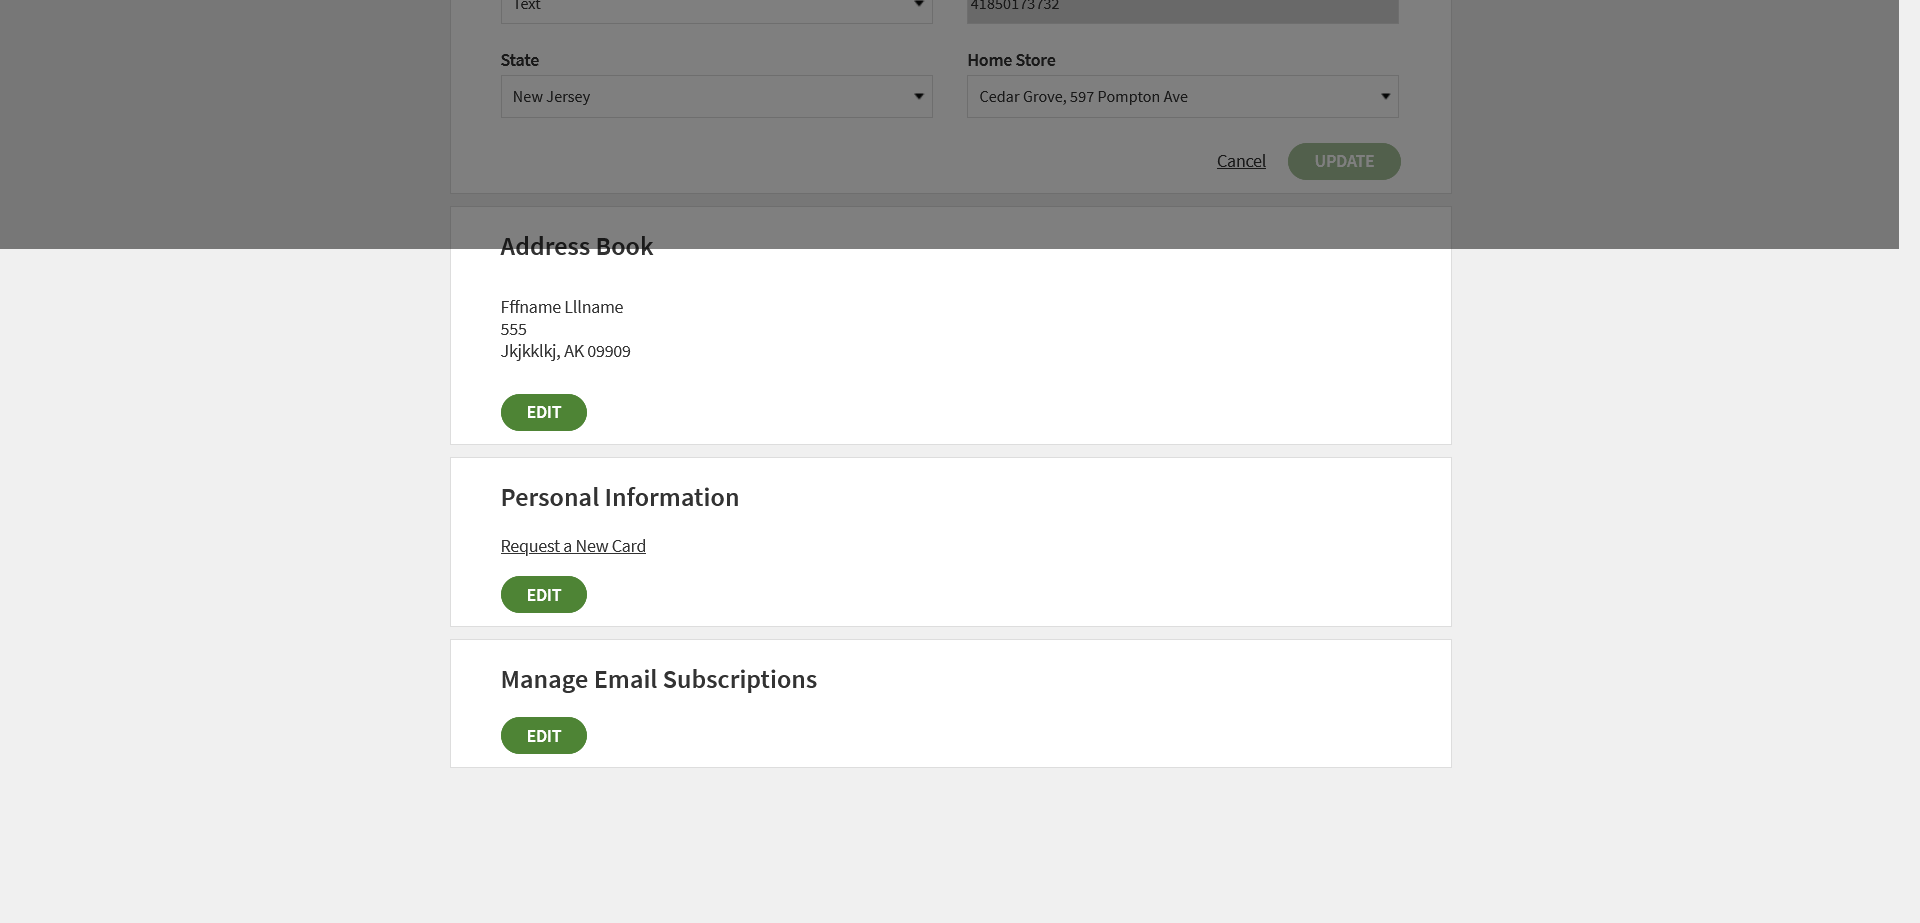 Text
41850173732
State
Home Store
New Jersey
Cedar Grove, 597 Pompton Ave
Cancel
UPDATE
Address Book
Fffname Lllname
555
Jkjkklkj, AK 09909
EDIT
Personal Information
Request a New Card
EDIT
Manage Email Subscriptions
EDIT